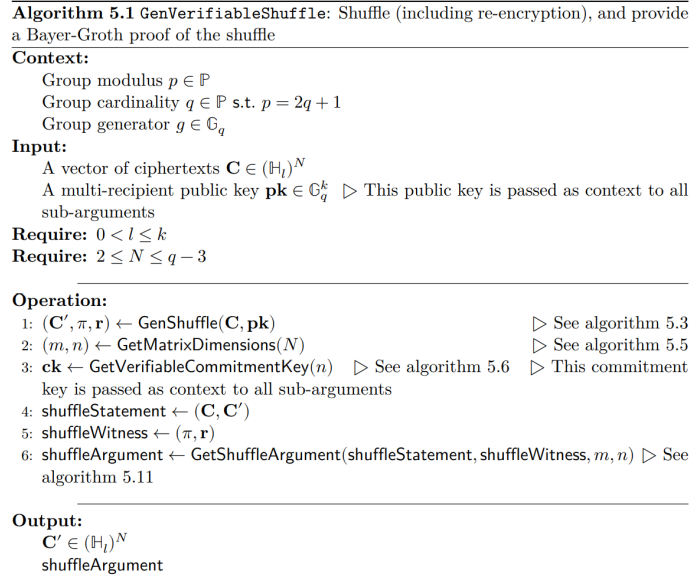 Algorithm 5.1 GenVerifiableShuffle: Shuffle (including re-encryption), and provide
a Bayer-Groth proof of the shuffle
Context:
Group modulus p ∈ ℙ
Group cardinality q ∈ ℙ s.t. p = 2q + 1
Group generator g ∈ 𝔾_q
Input:
A vector of ciphertexts C ∈ (ℍ_l)^N
A multi-recipient public key pk ∈ 𝔾_q^k ▷ This public key is passed as context to all
sub-arguments
Require: 0 < l ≤ k
Require: 2 ≤ N ≤ q − 3
Operation:
1: (C′, π, r) ← GenShuffle(C, pk) ▷ See algorithm 5.3
2: (m, n) ← GetMatrixDimensions(N) ▷ See algorithm 5.5
3: ck ← GetVerifiableCommitmentKey(n) ▷ See algorithm 5.6 ▷ This commitment
key is passed as context to all sub-arguments
4: shuffleStatement ← (C, C′)
5: shuffleWitness ← (π, r)
6: shuffleArgument ← GetShuffleArgument(shuffleStatement, shuffleWitness, m, n) ▷ See
algorithm 5.11
Output:
C′ ∈ (ℍ_l)^N
shuffleArgument